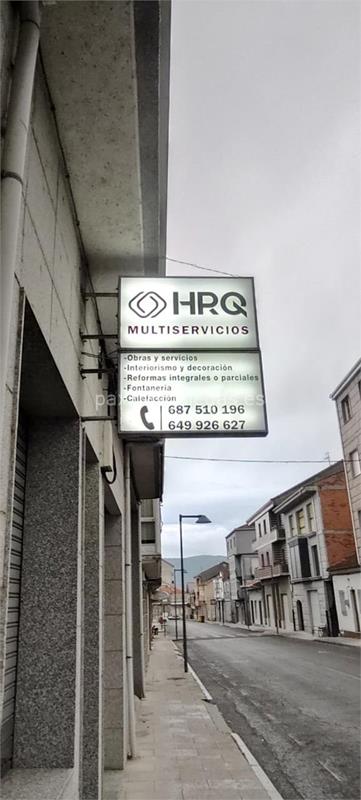 HRQ
MULTISERVICIOS
-Obras y servicios
-Interiorismo y decoración
-Reformas integrales o parciales
-Fontanería
-Calefacción
687 510 196
649 926 627